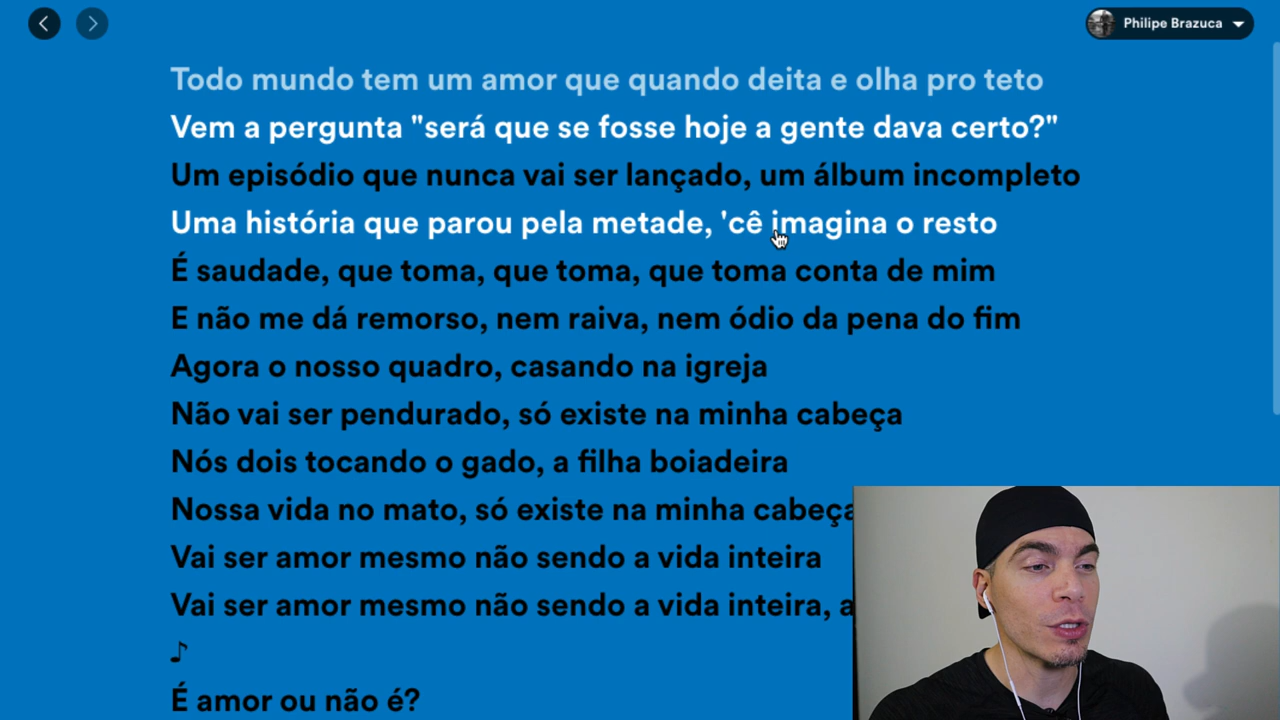 Philipe Brazuca
Todo mundo tem um amor que quando deita e olha pro teto
Vem a pergunta "será que se fosse hoje a gente dava certo?"
Um episódio que nunca vai ser lançado, um álbum incompleto
Uma história que parou pela metade, 'cê imagina o resto
É saudade, que toma, que toma, que toma conta de mim
E não me dá remorso, nem raiva, nem ódio da pena do fim
Agora o nosso quadro, casando na igreja
Não vai ser pendurado, só existe na minha cabeça
Nós dois tocando o gado, a filha boiadeira
Nossa vida no mato, só existe na minha cabeça
Vai ser amor mesmo não sendo a vida inteira
Vai ser amor mesmo não sendo a vida inteira, a
É amor ou não é?